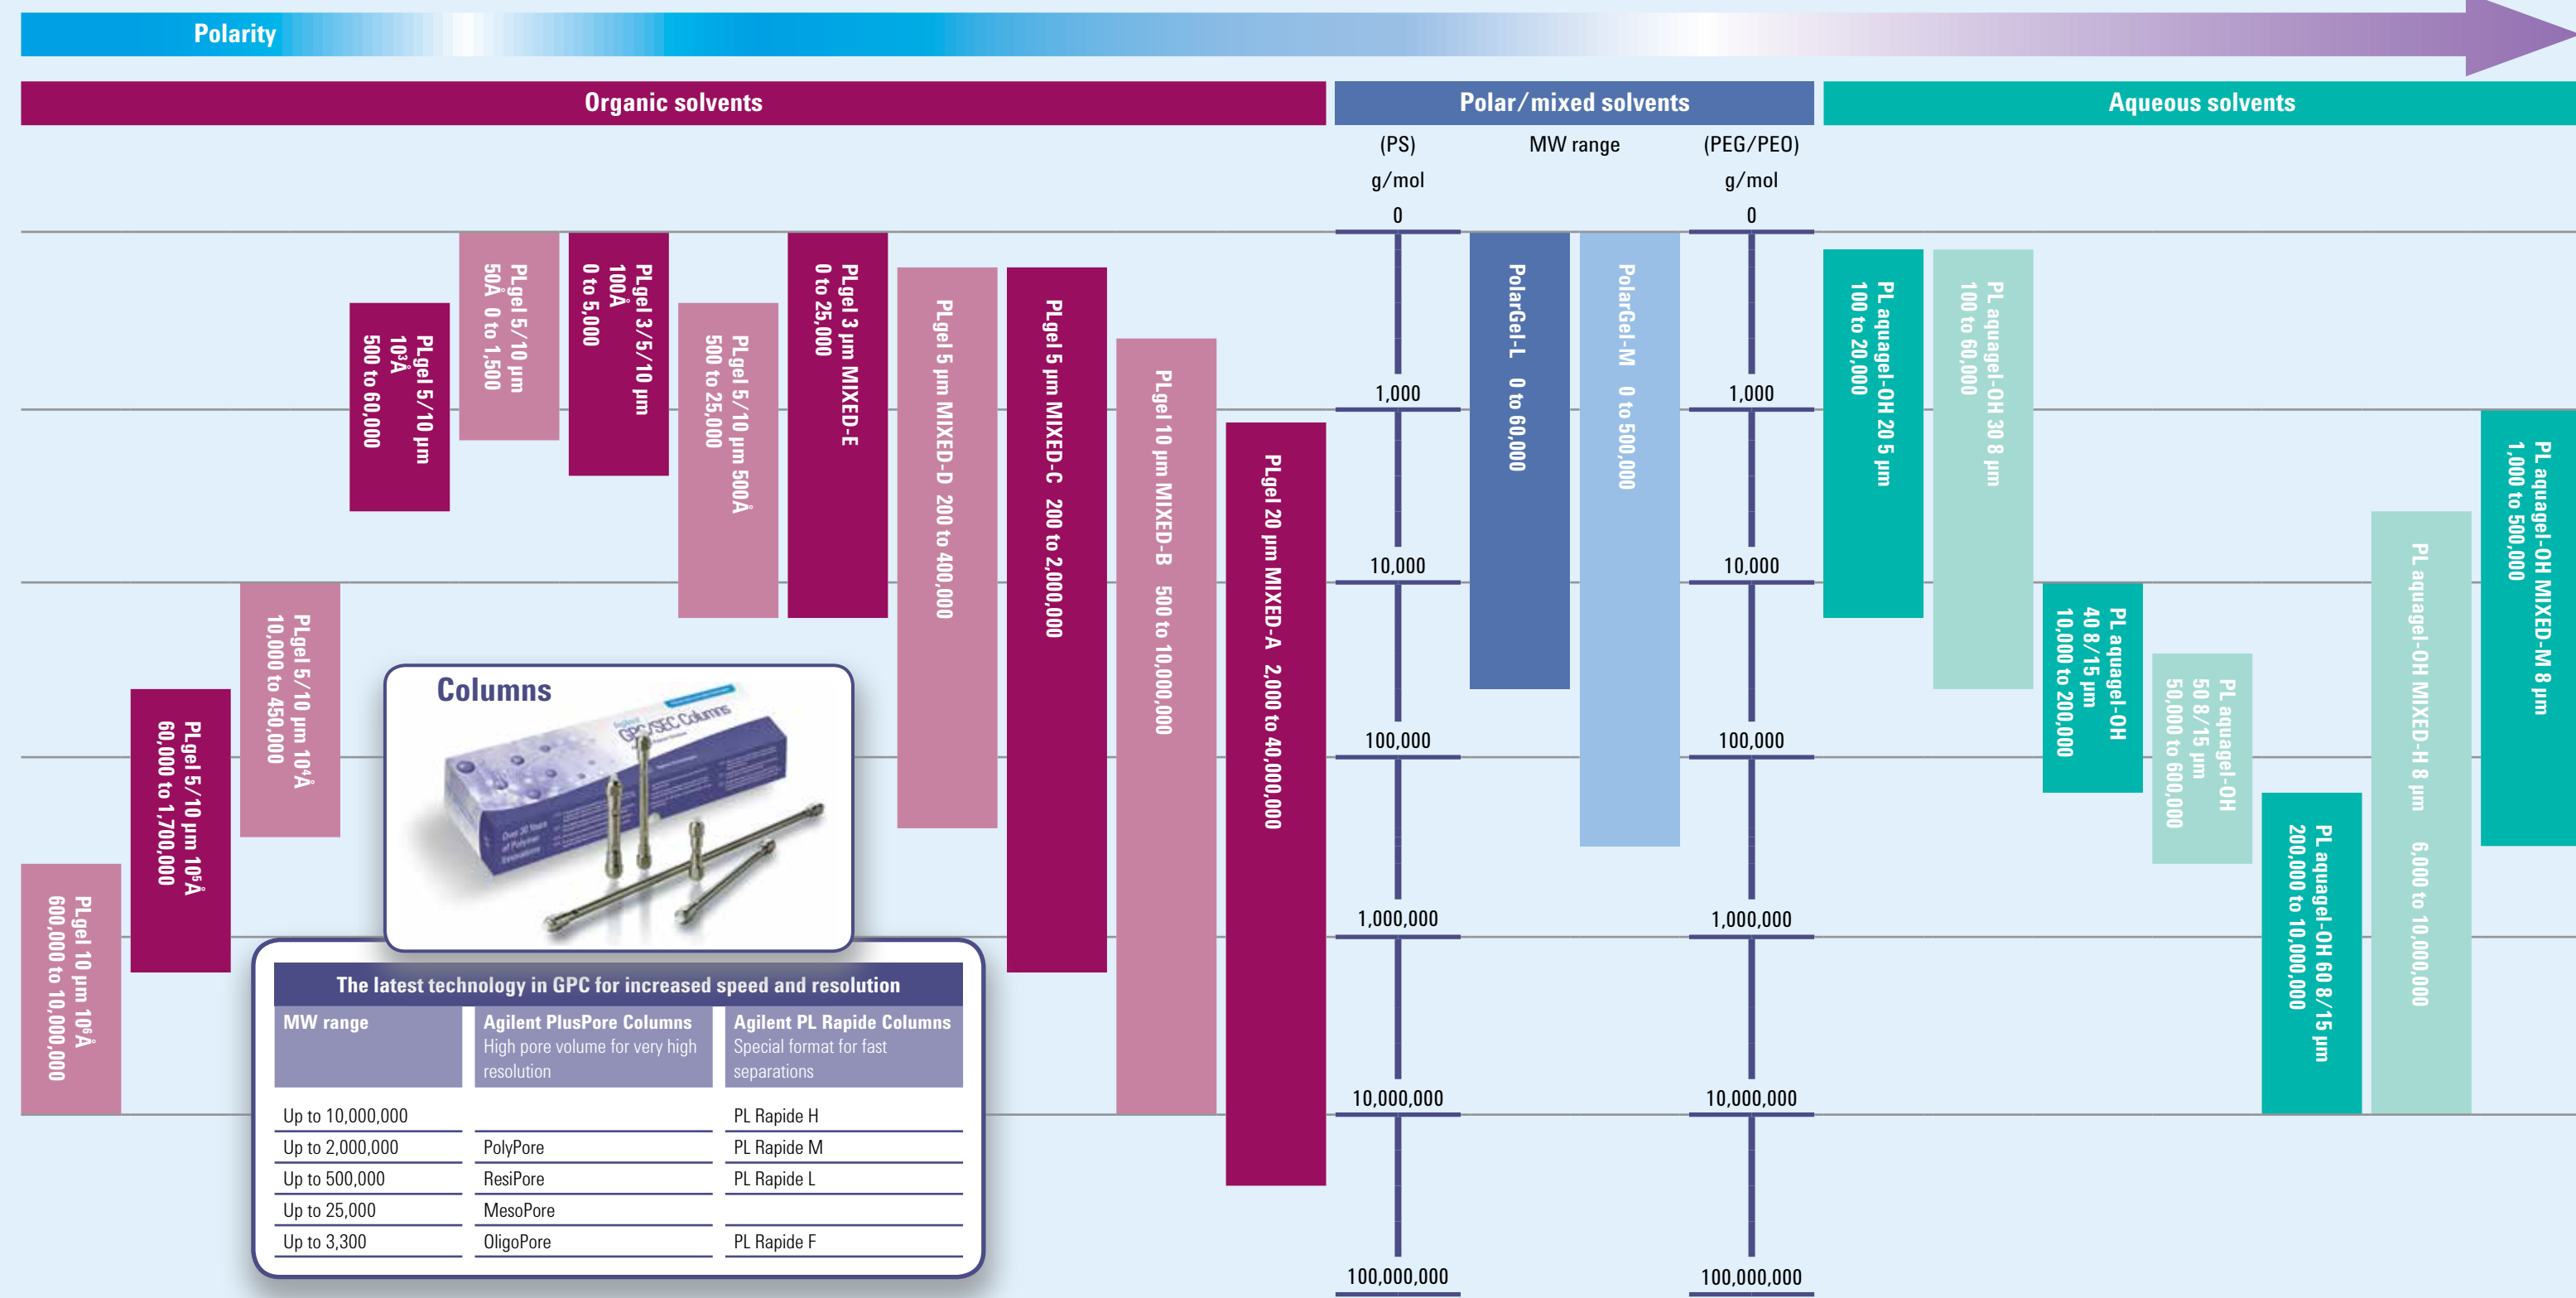 Polarity
Organic solvents
Polar/mixed solvents
Aqueous solvents
(PS)
MW range
(PEG/PEO)
g/mol
g/mol
0
0
1,000
1,000
10,000
10,000
100,000
100,000
1,000,000
1,000,000
10,000,000
10,000,000
100,000,000
100,000,000
PLgel 10 µm 10⁶Å
600,000 to 10,000,000
PLgel 5/10 µm 10⁵Å
60,000 to 1,700,000
PLgel 5/10 µm 10⁴Å
10,000 to 450,000
PLgel 5/10 µm
10³Å
500 to 60,000
PLgel 5/10 µm
50Å 0 to 1,500
PLgel 3/5/10 µm
100Å
0 to 5,000
PLgel 5/10 µm 500Å
500 to 25,000
PLgel 3 µm MIXED-E
0 to 25,000
PLgel 5 µm MIXED-D 200 to 400,000
PLgel 5 µm MIXED-C 200 to 2,000,000
PLgel 10 µm MIXED-B 500 to 10,000,000
PLgel 20 µm MIXED-A 2,000 to 40,000,000
PolarGel-L 0 to 60,000
PolarGel-M 0 to 500,000
PL aquagel-OH 20 5 µm
100 to 20,000
PL aquagel-OH 30 8 µm
100 to 60,000
PL aquagel-OH
40 8/15 µm
10,000 to 200,000
PL aquagel-OH
50 8/15 µm
50,000 to 600,000
PL aquagel-OH 60 8/15 µm
200,000 to 10,000,000
PL aquagel-OH MIXED-H 8 µm 6,000 to 10,000,000
PL aquagel-OH MIXED-M 8 µm
1,000 to 500,000
Columns
Agilent
GPC/SEC Columns
Over 30 Years
of Polymer
Innovations
The latest technology in GPC for increased speed and resolution
MW range
Agilent PlusPore Columns
High pore volume for very high
resolution
Agilent PL Rapide Columns
Special format for fast
separations
Up to 10,000,000
PL Rapide H
Up to 2,000,000
PolyPore
PL Rapide M
Up to 500,000
ResiPore
PL Rapide L
Up to 25,000
MesoPore
Up to 3,300
OligoPore
PL Rapide F